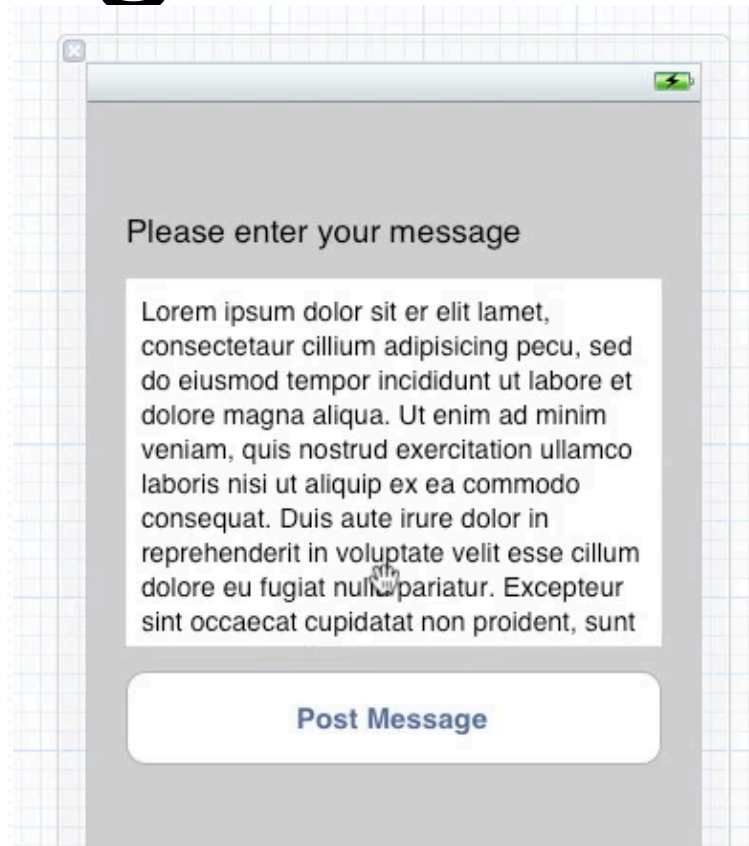 Please enter your message
Lorem ipsum dolor sit er elit lamet,
consectetaur cillium adipisicing pecu, sed
do eiusmod tempor incididunt ut labore et
dolore magna aliqua. Ut enim ad minim
veniam, quis nostrud exercitation ullamco
laboris nisi ut aliquip ex ea commodo
consequat. Duis aute irure dolor in
reprehenderit in voluptate velit esse cillum
dolore eu fugiat nulla pariatur. Excepteur
sint occaecat cupidatat non proident, sunt
Post Message